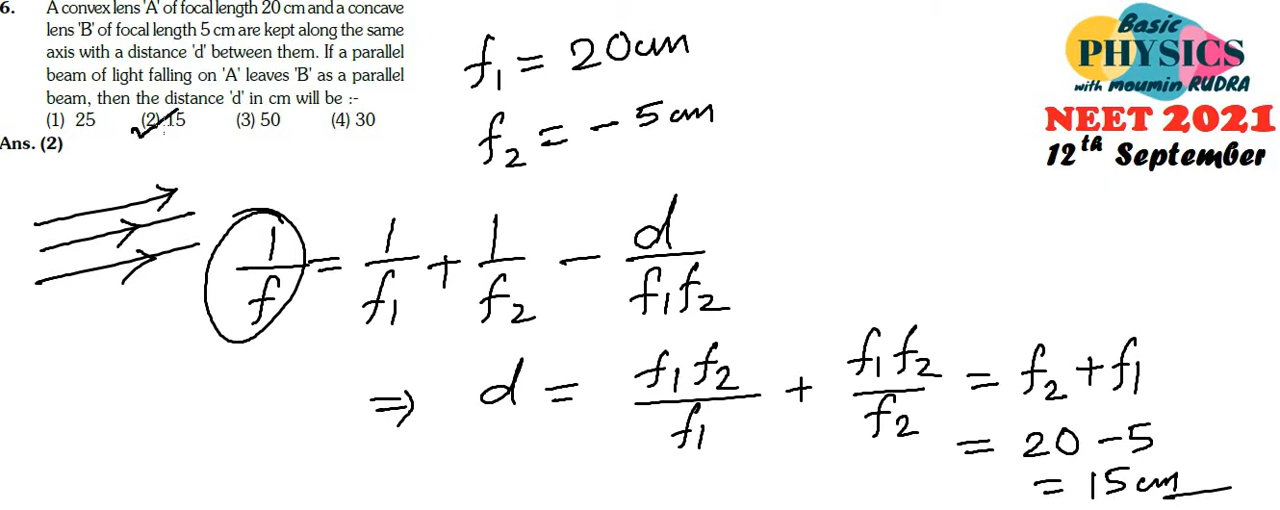 6. A convex lens 'A' of focal length 20 cm and a concave
lens 'B' of focal length 5 cm are kept along the same
axis with a distance 'd' between them. If a parallel
beam of light falling on 'A' leaves 'B' as a parallel
beam, then the distance 'd' in cm will be :-
(1) 25 (2) 15 (3) 50 (4) 30
Ans. (2)
f₁ = 20cm
f₂ = - 5cm
Basic
PHYSICS
with moumin RUDRA
NEET 2021
12th September
1/f = 1/f₁ + 1/f₂ - d/f₁f₂
⇒ d = f₁f₂/f₁ + f₁f₂/f₂ = f₂ + f₁
= 20 - 5
= 15cm